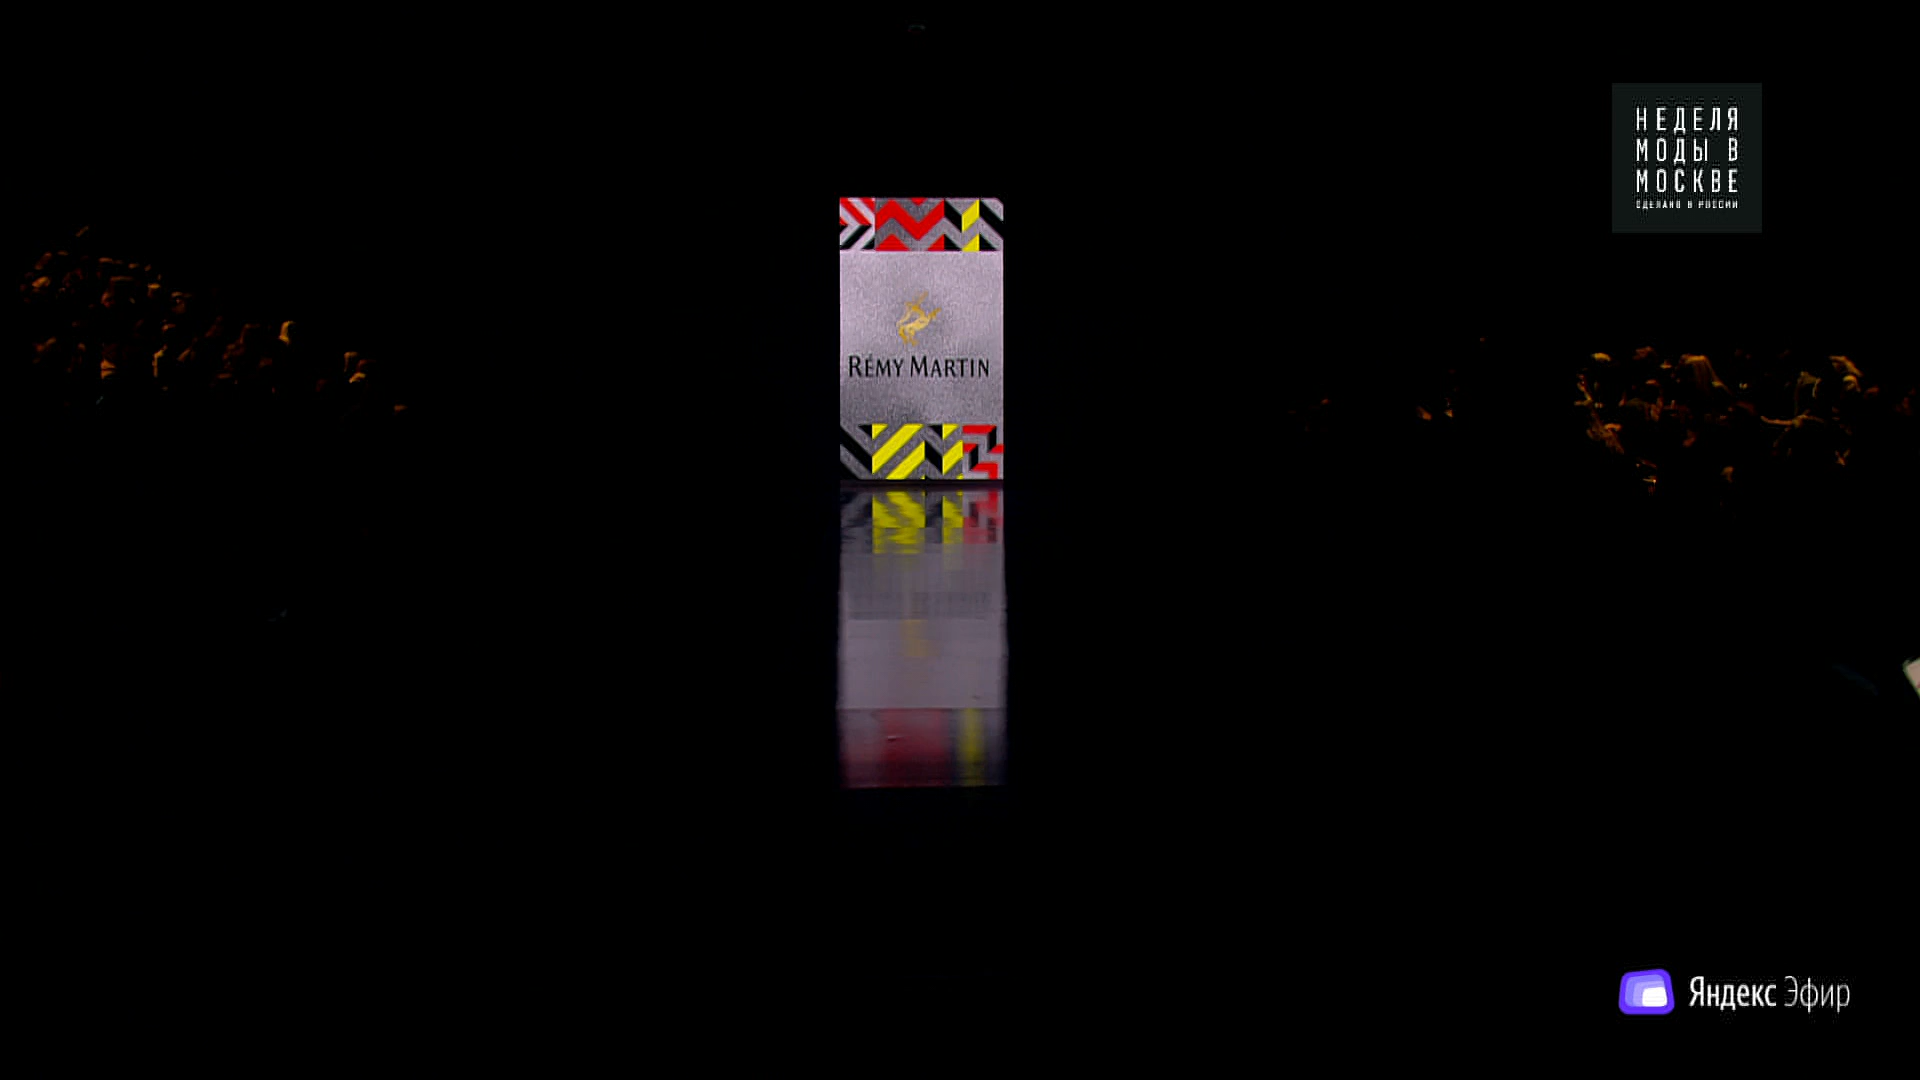 НЕДЕЛЯ
МОДЫ В
МОСКВЕ
СДЕЛАНО В РОССИИ
RÉMY MARTIN
Яндекс Эфир